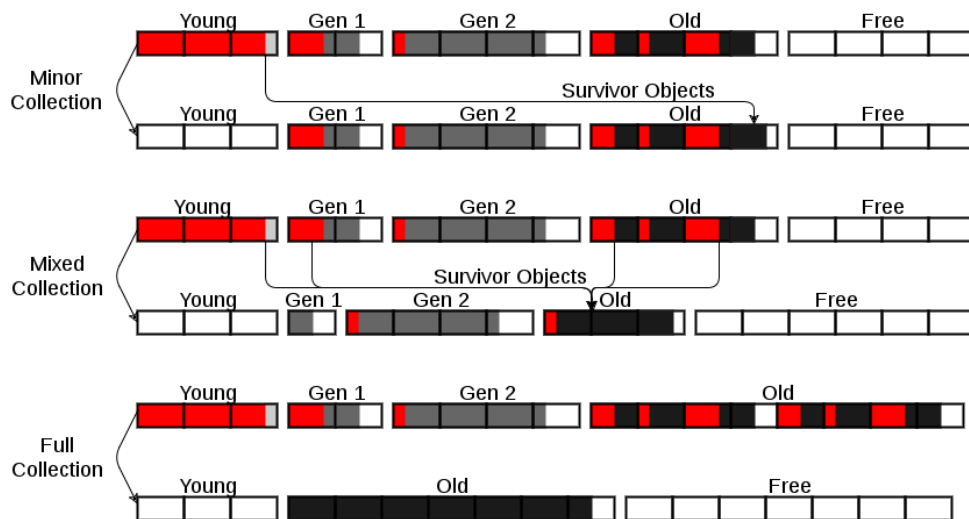 Young Gen 1 Gen 2 Old Free
Minor
Collection
Survivor Objects
Young Gen 1 Gen 2 Old Free
Young Gen 1 Gen 2 Old Free
Mixed
Collection
Survivor Objects
Young Gen 1 Gen 2 Old Free
Young Gen 1 Gen 2 Old
Full
Collection
Young Old Free